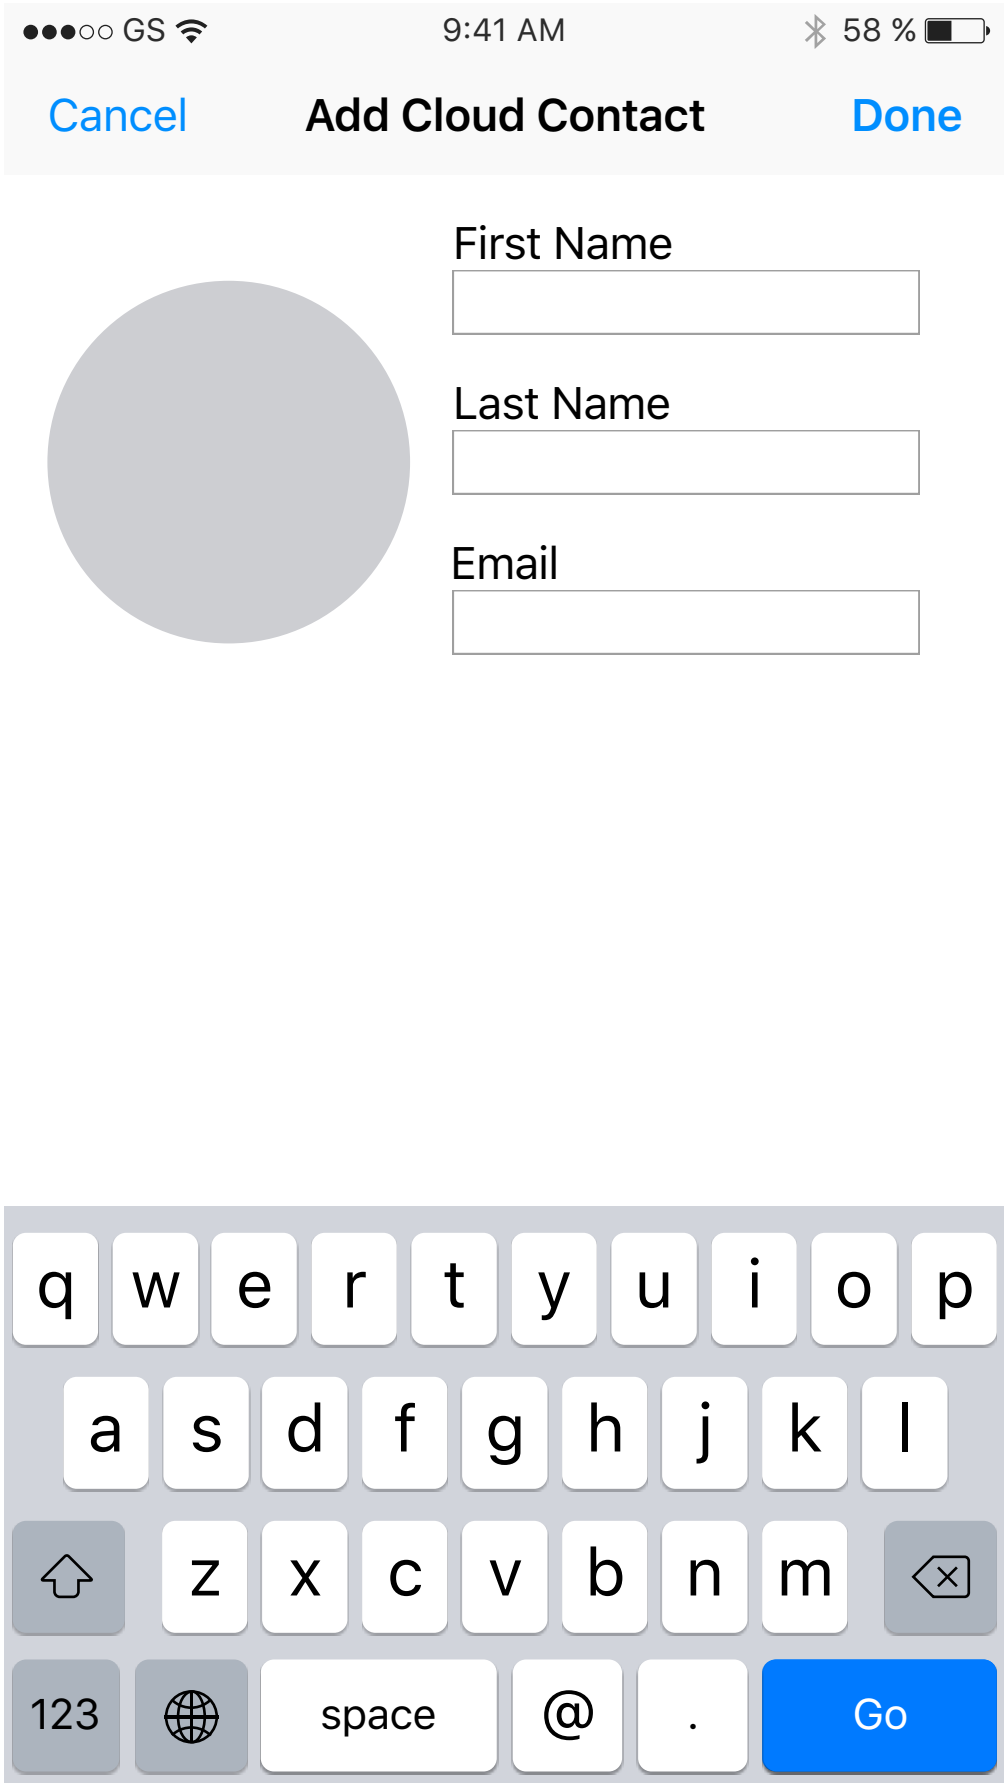 GS 9:41 AM 58 %
Cancel Add Cloud Contact Done
First Name
Last Name
Email
q w e r t y u i o p
a s d f g h j k l
z x c v b n m
123 space @ . Go